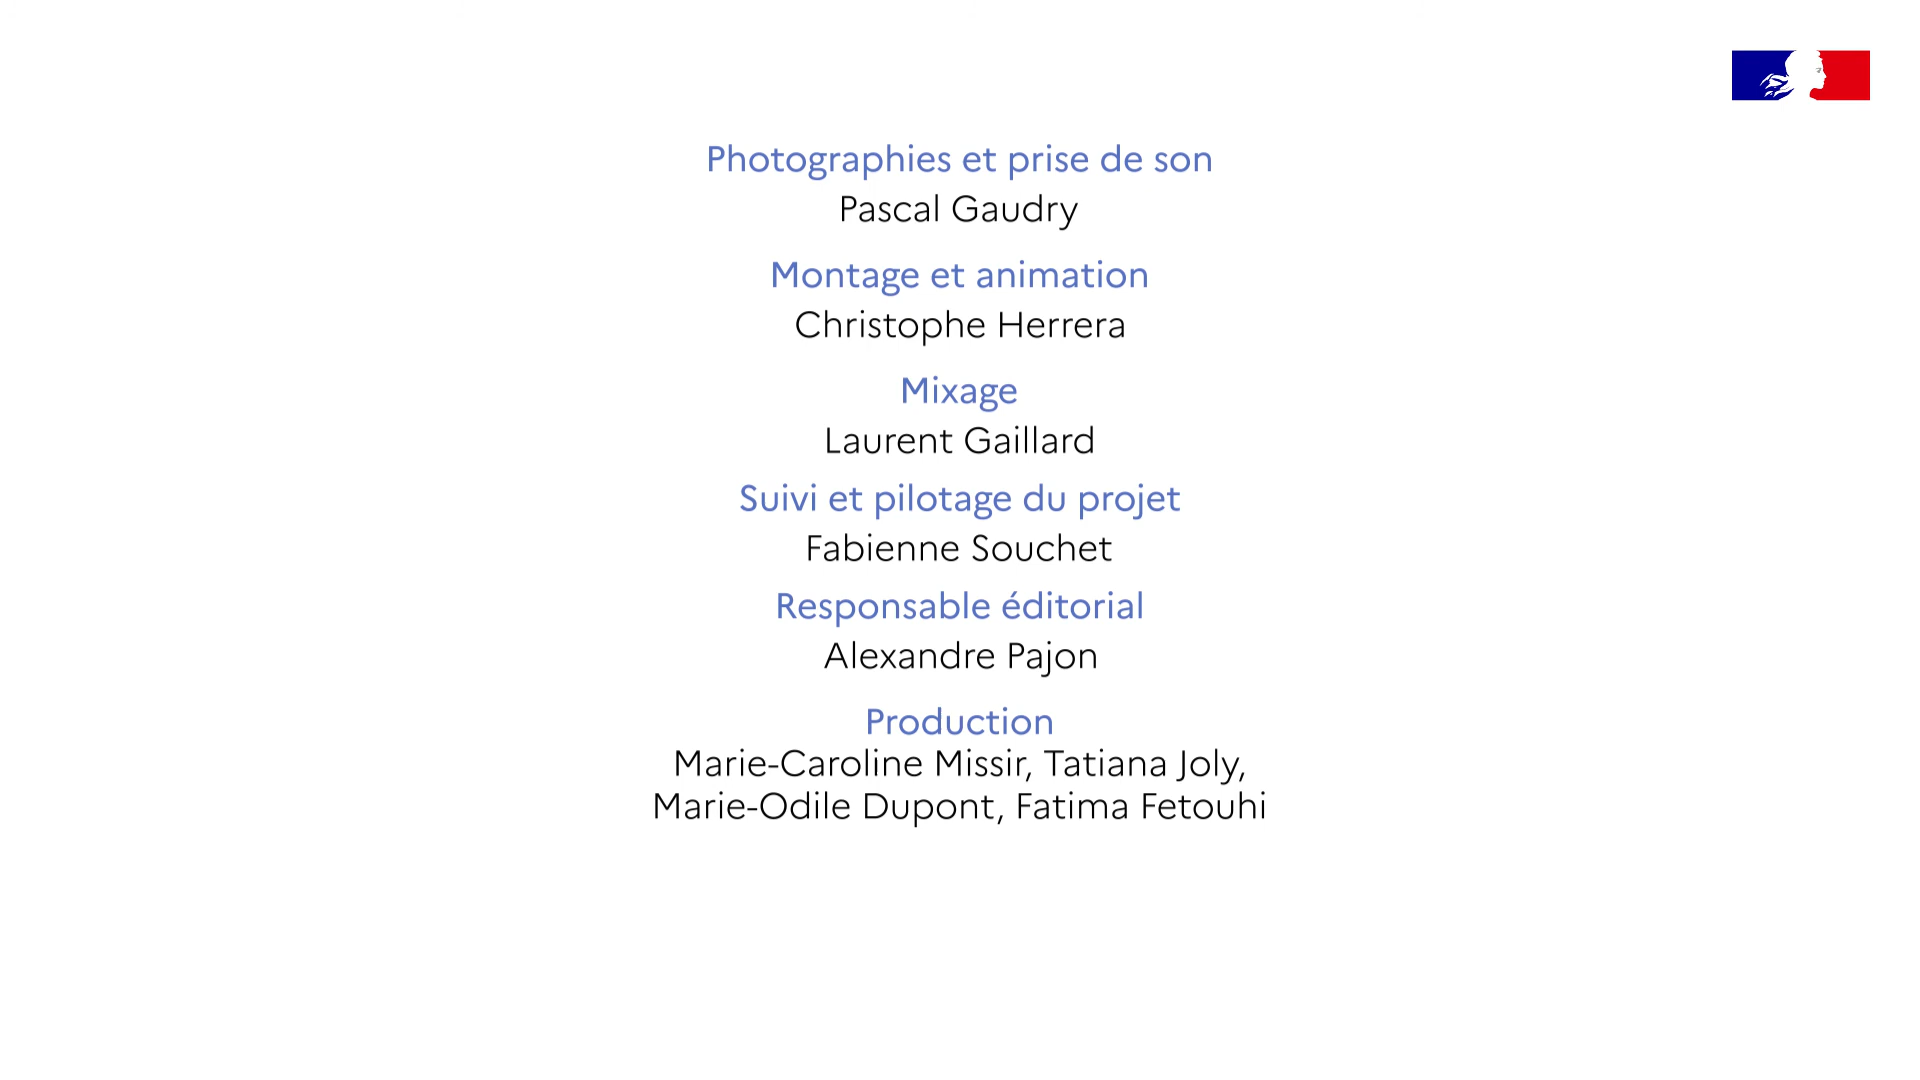 Photographies et prise de son
Pascal Gaudry
Montage et animation
Christophe Herrera
Mixage
Laurent Gaillard
Suivi et pilotage du projet
Fabienne Souchet
Responsable éditorial
Alexandre Pajon
Production
Marie-Caroline Missir, Tatiana Joly,
Marie-Odile Dupont, Fatima Fetouhi